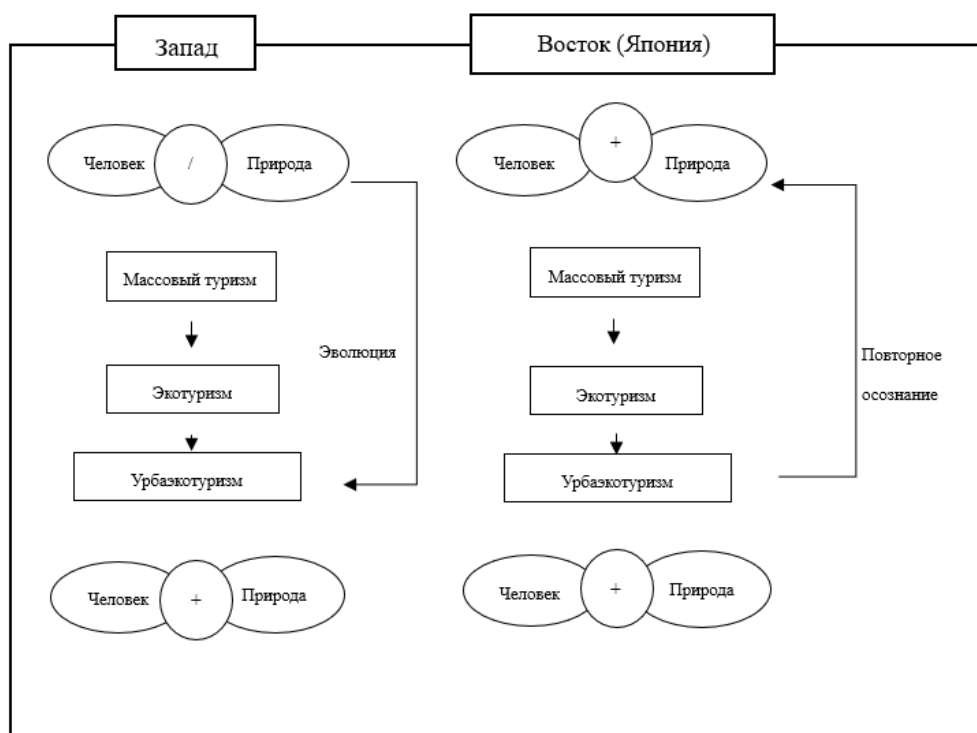 Запад
Восток (Япония)
Человек
/
Природа
Человек
+
Природа
Массовый туризм
Массовый туризм
Эволюция
Повторное
осознание
Экотуризм
Экотуризм
Урбаэкотуризм
Урбаэкотуризм
Человек
+
Природа
Человек
+
Природа